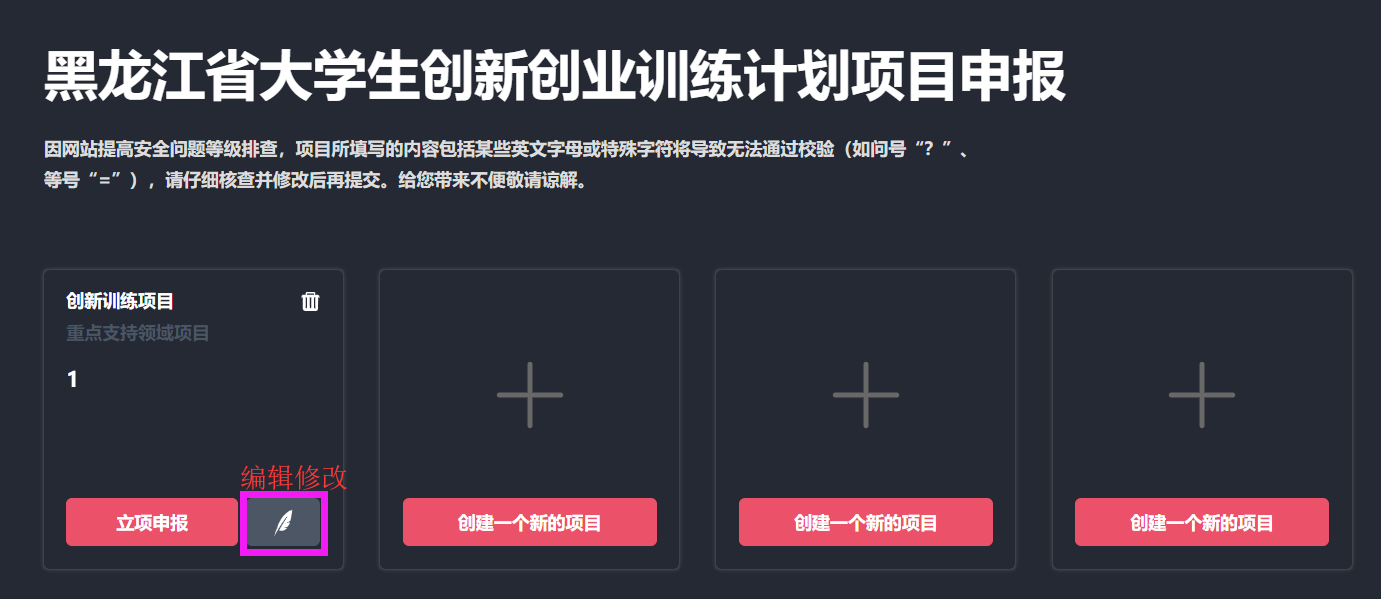 黑龙江省大学生创新创业训练计划项目申报
因网站提高安全问题等级排查，项目所填写的内容包括某些英文字母或特殊字符将导致无法通过校验（如问号“？”、
等号“=”），请仔细核查并修改后再提交。给您带来不便敬请谅解。
创新训练项目
重点支持领域项目
1
编辑修改
立项申报
创建一个新的项目
创建一个新的项目
创建一个新的项目